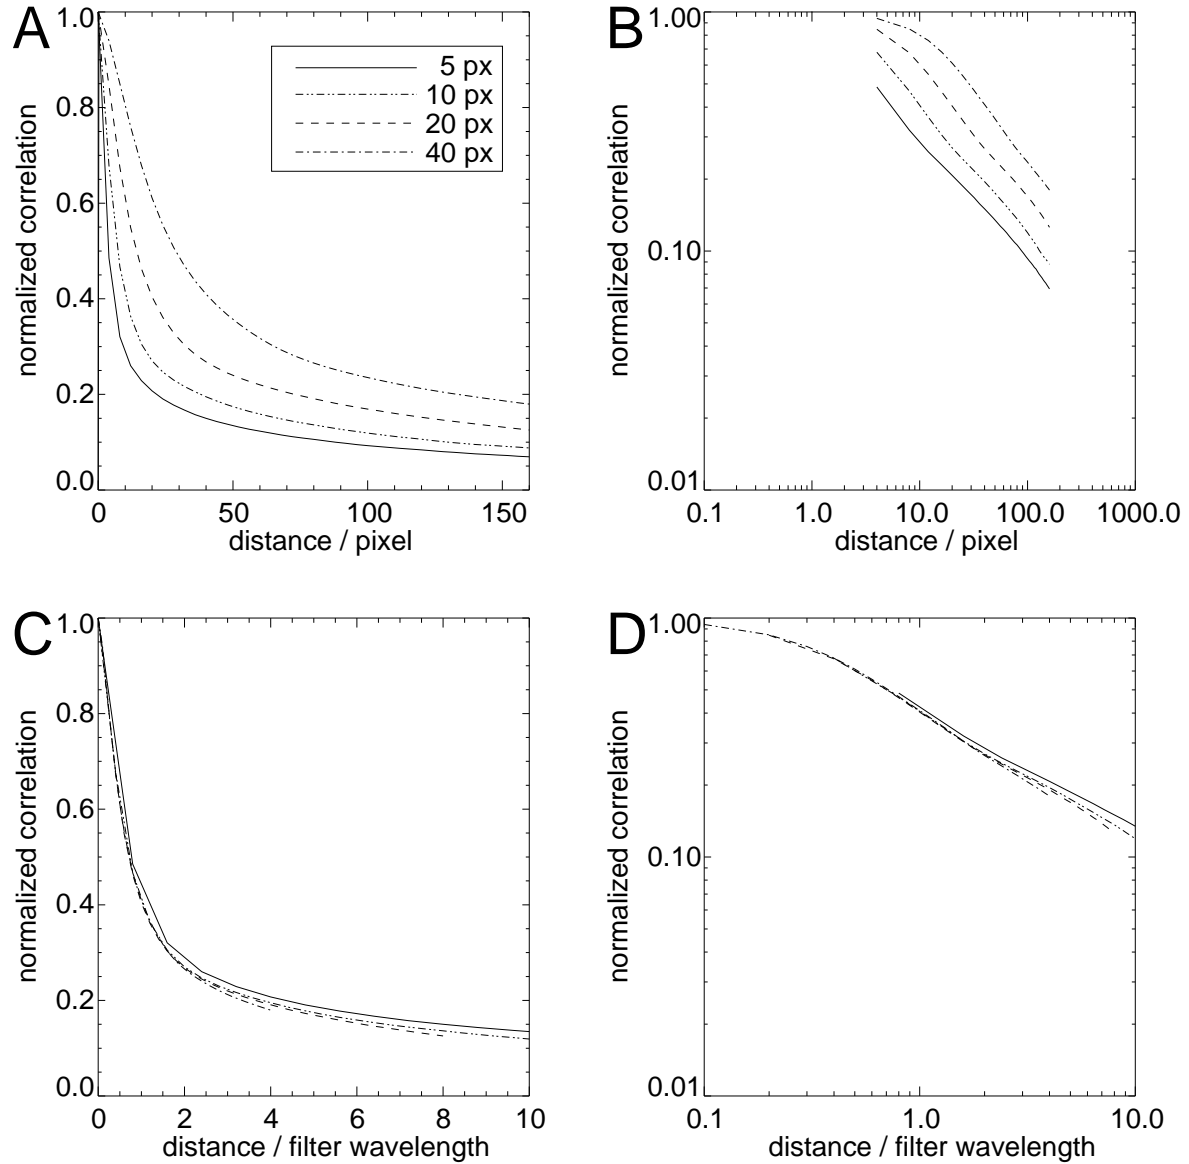 A
normalized correlation
1.0
0.8
0.6
0.4
0.2
0.0
0
50
100
150
distance / pixel
5 px
10 px
20 px
40 px
B
normalized correlation
1.00
0.10
0.01
0.1
1.0
10.0
100.0
1000.0
distance / pixel
C
normalized correlation
1.0
0.8
0.6
0.4
0.2
0.0
0
2
4
6
8
10
distance / filter wavelength
D
normalized correlation
1.00
0.10
0.01
0.1
1.0
10.0
distance / filter wavelength